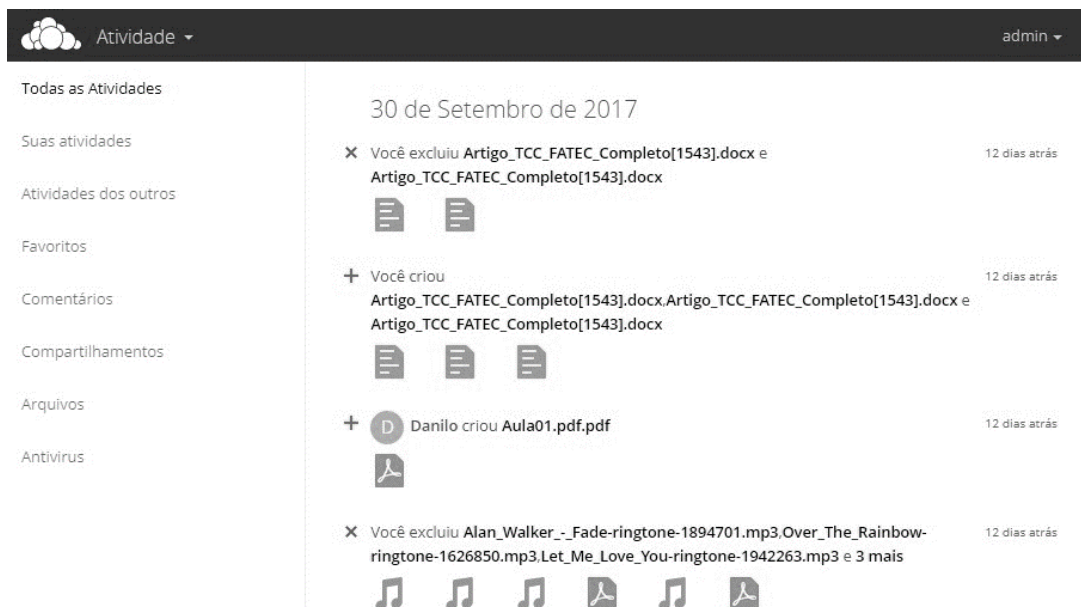 Atividade
admin
Todas as Atividades
Suas atividades
Atividades dos outros
Favoritos
Comentários
Compartilhamentos
Arquivos
Antivirus
30 de Setembro de 2017
Você excluiu Artigo_TCC_FATEC_Completo[1543].docx e
12 dias atrás
Artigo_TCC_FATEC_Completo[1543].docx
Você criou
12 dias atrás
Artigo_TCC_FATEC_Completo[1543].docx,Artigo_TCC_FATEC_Completo[1543].docx e
Artigo_TCC_FATEC_Completo[1543].docx
D Danilo criou Aula01.pdf.pdf
12 dias atrás
Você excluiu Alan_Walker_-_Fade-ringtone-1894701.mp3,Over_The_Rainbow-
12 dias atrás
ringtone-1626850.mp3,Let_Me_Love_You-ringtone-1942263.mp3 e 3 mais